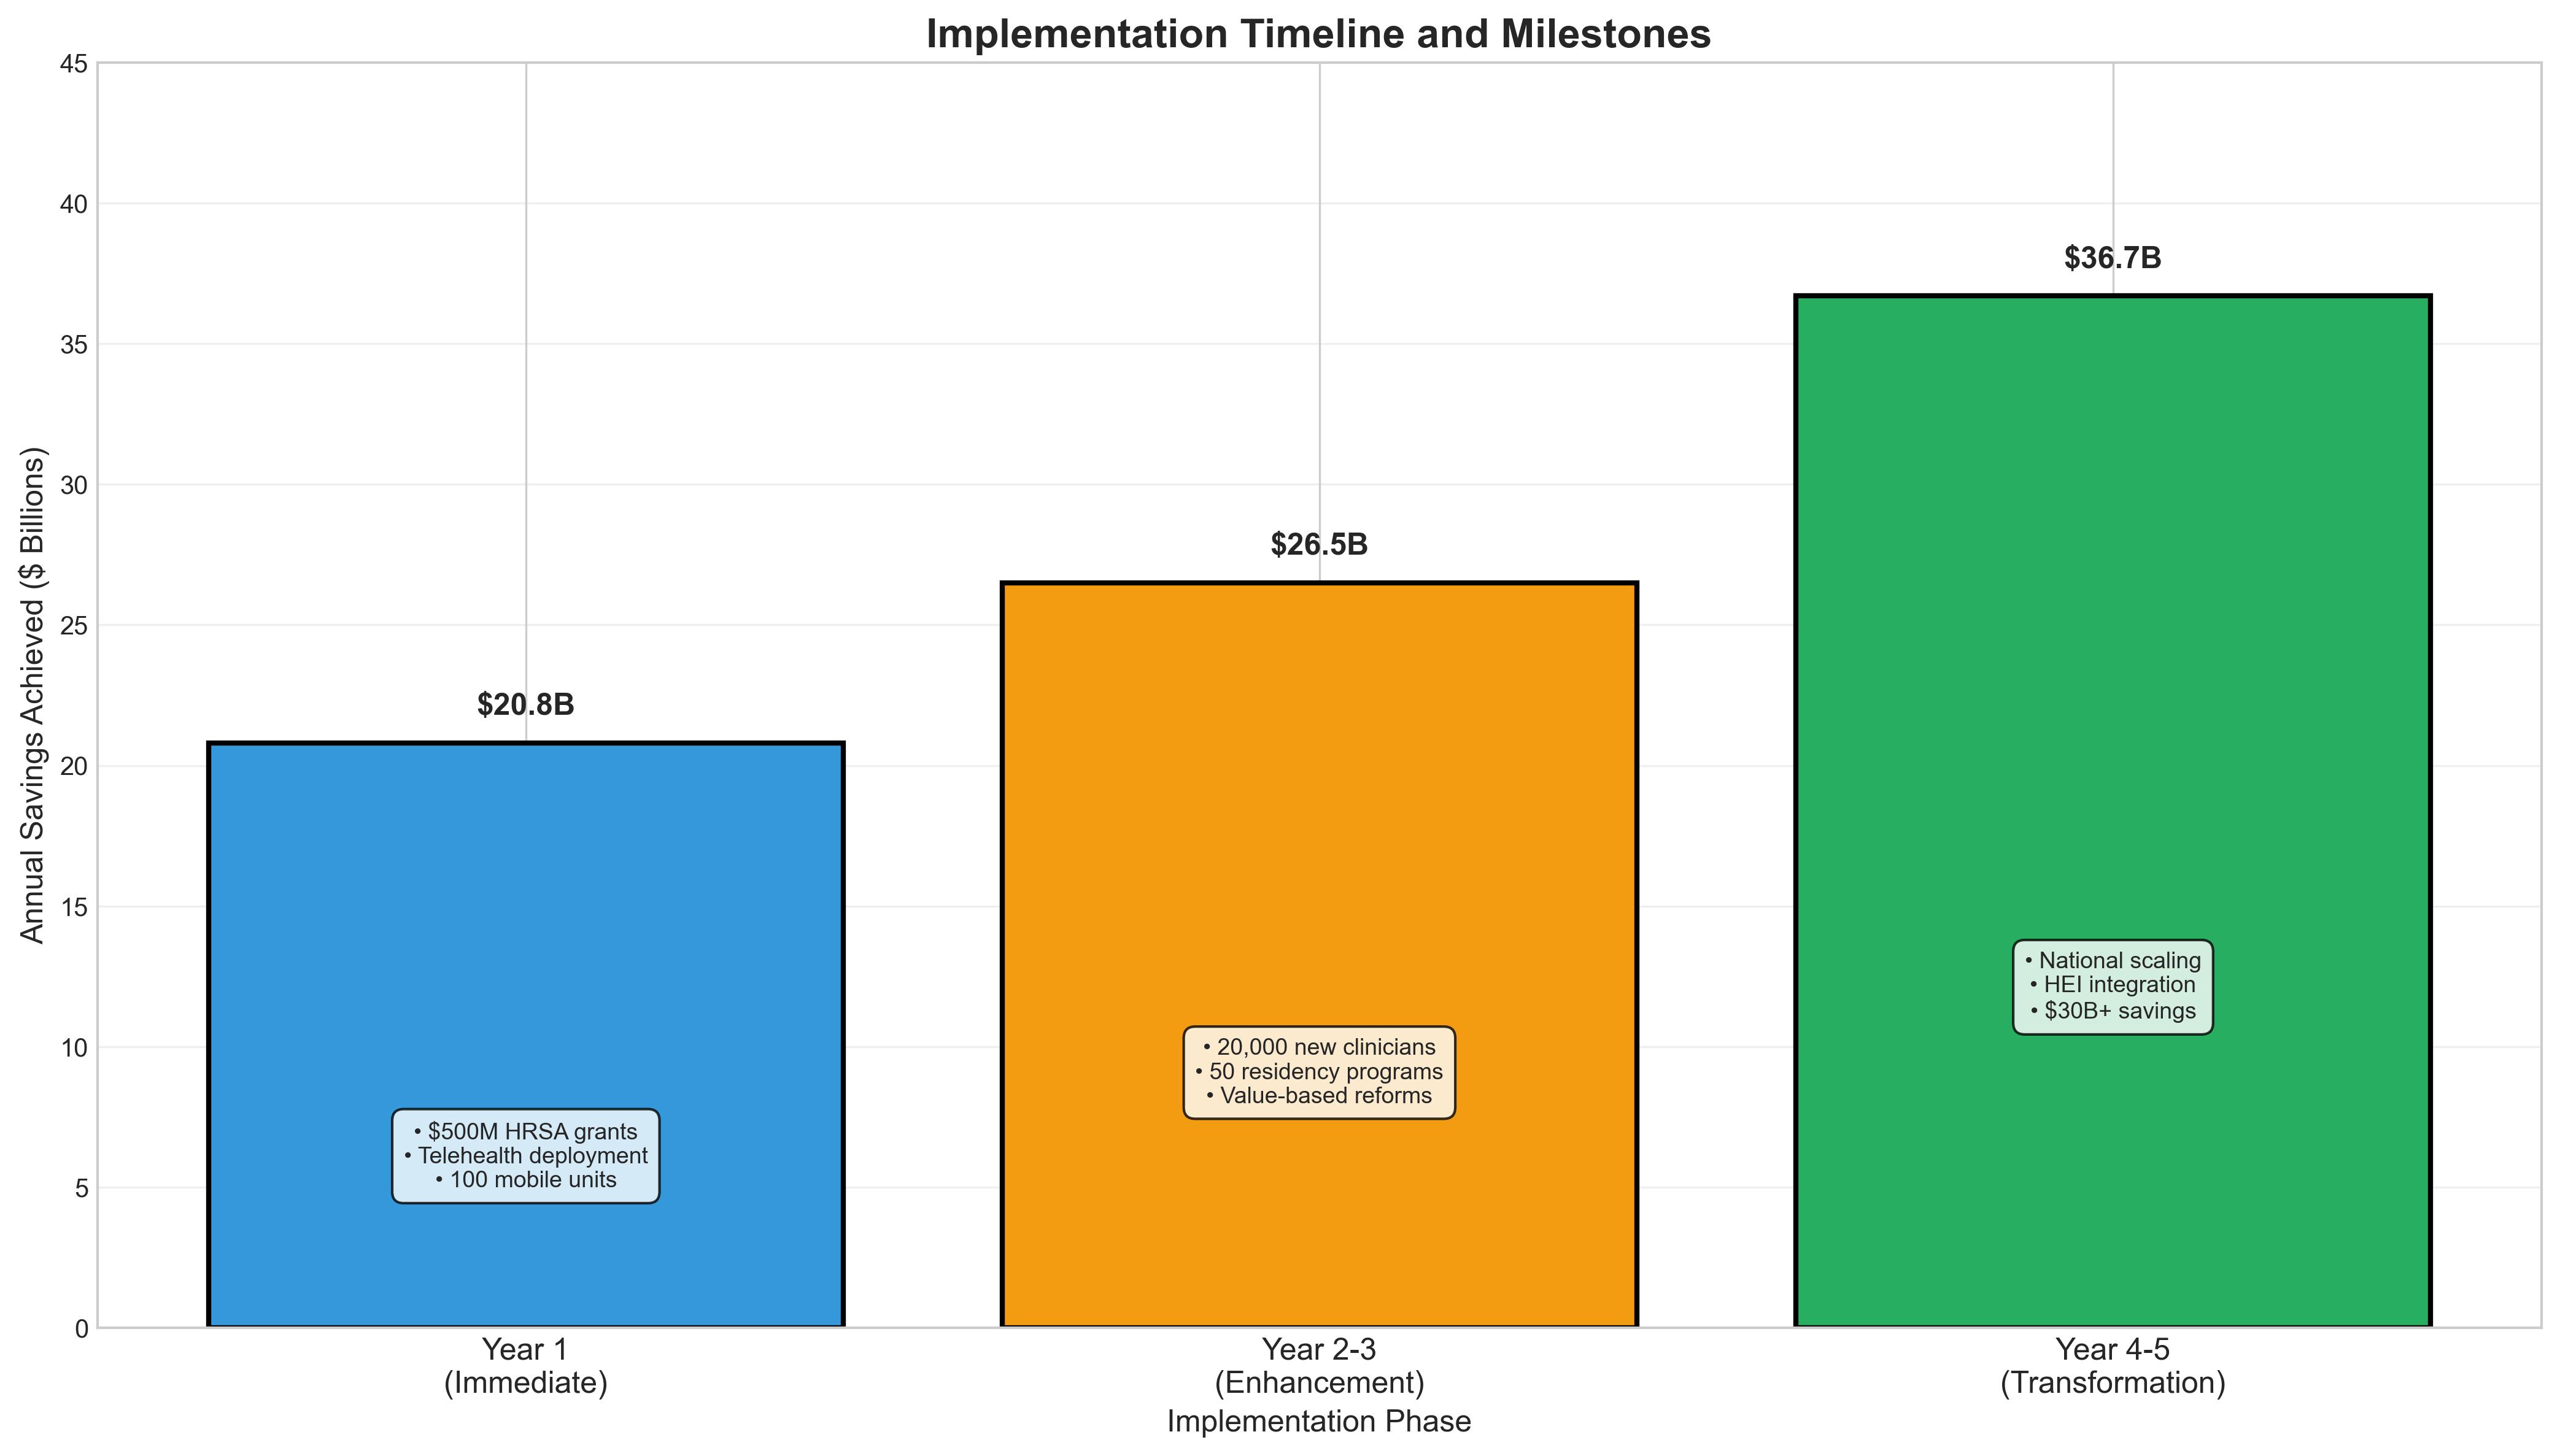 Implementation Timeline and Milestones
Annual Savings Achieved ($ Billions)
45
40
35
30
25
20
15
10
5
0
$20.8B
$26.5B
$36.7B
• $500M HRSA grants
• Telehealth deployment
• 100 mobile units
• 20,000 new clinicians
• 50 residency programs
• Value-based reforms
• National scaling
• HEI integration
• $30B+ savings
Year 1
(Immediate)
Year 2-3
(Enhancement)
Year 4-5
(Transformation)
Implementation Phase